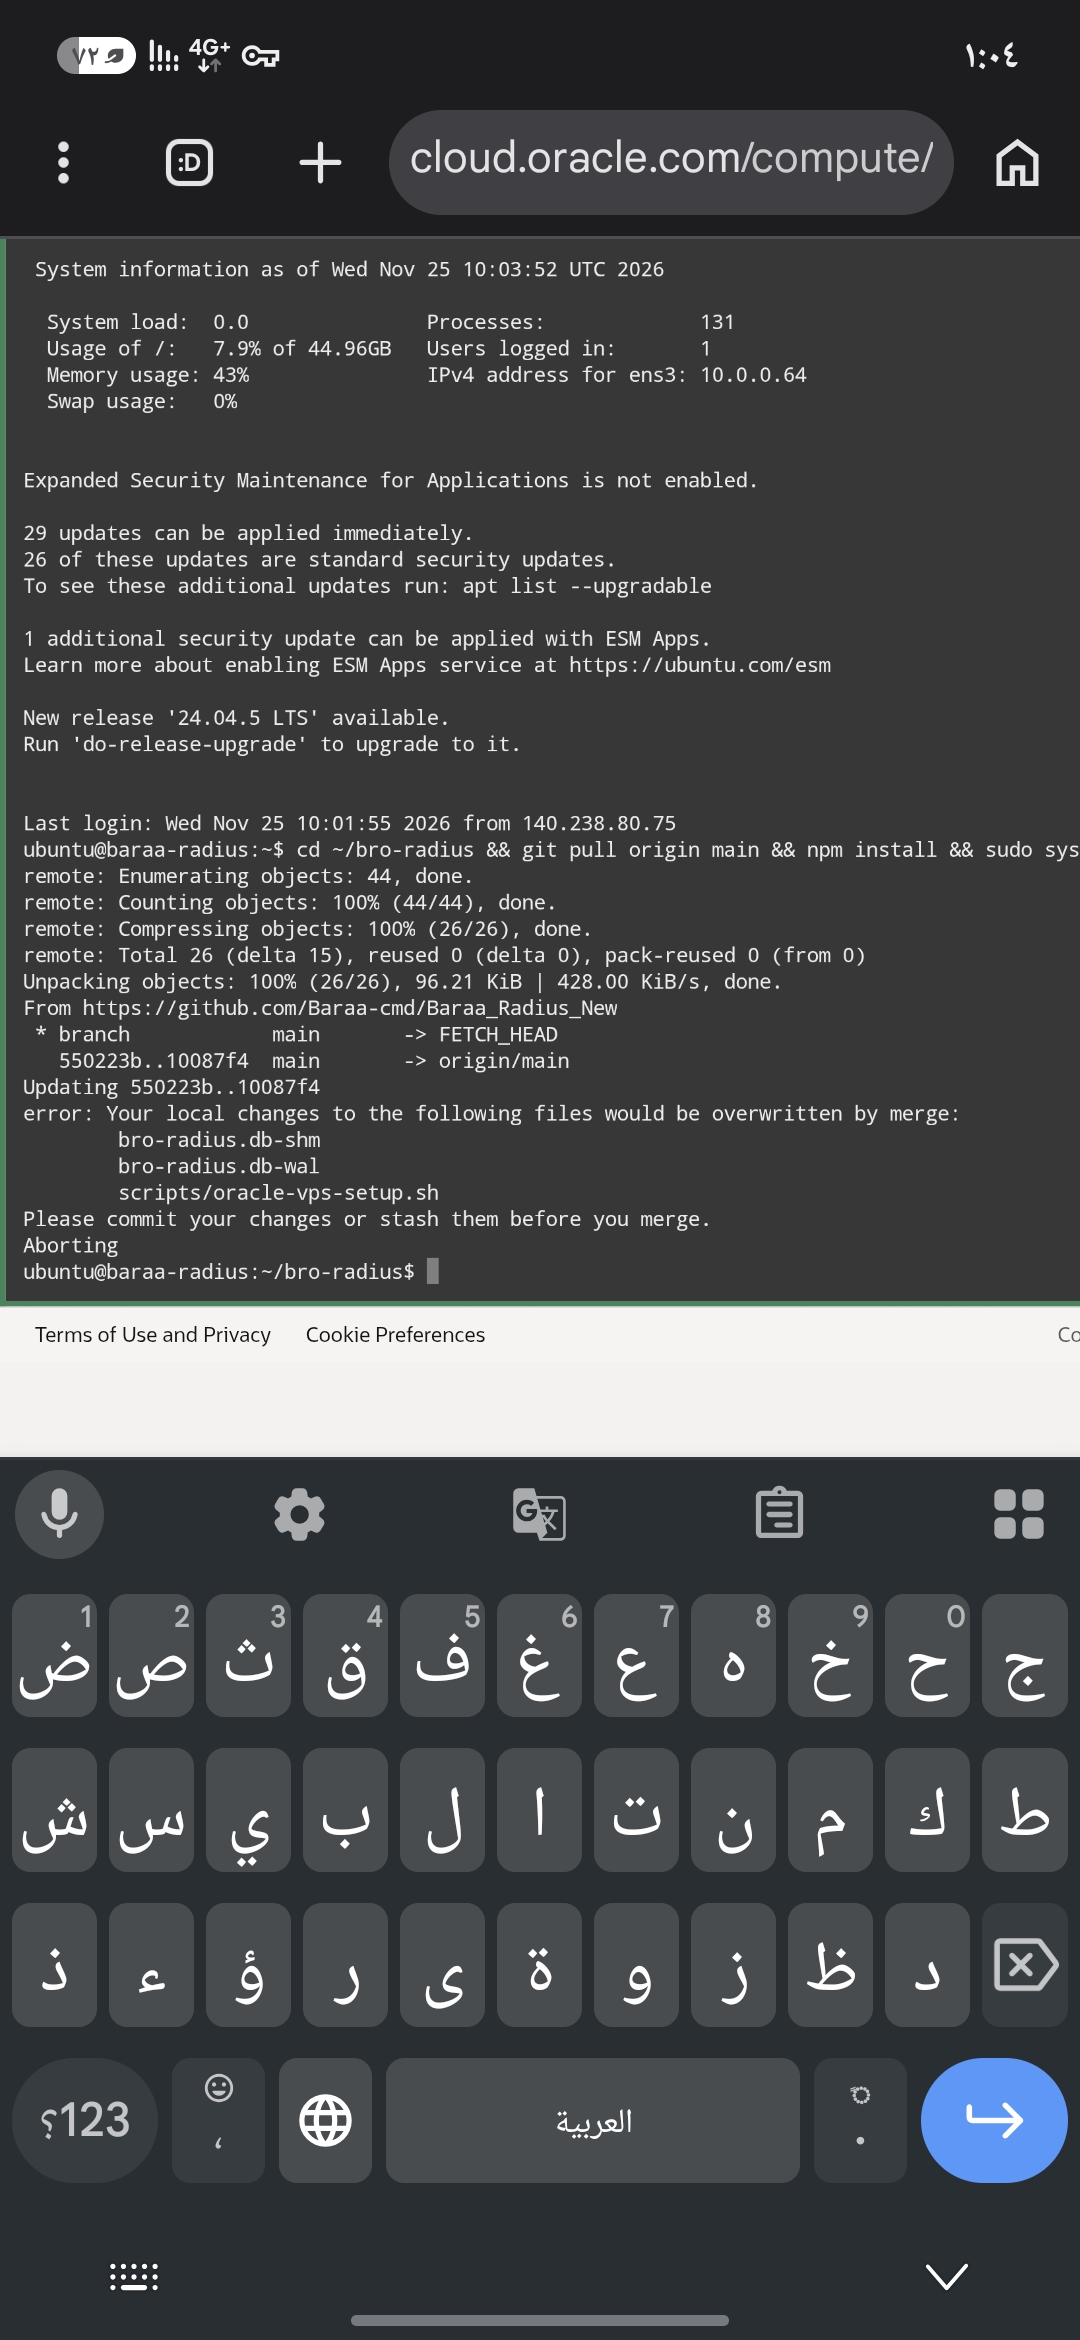 ٧٢ 4G+ ١:٠٤
:D cloud.oracle.com/compute/
System information as of Wed Nov 25 10:03:52 UTC 2026
System load: 0.0 Processes: 131
Usage of /: 7.9% of 44.96GB Users logged in: 1
Memory usage: 43% IPv4 address for ens3: 10.0.0.64
Swap usage: 0%
Expanded Security Maintenance for Applications is not enabled.
29 updates can be applied immediately.
26 of these updates are standard security updates.
To see these additional updates run: apt list --upgradable
1 additional security update can be applied with ESM Apps.
Learn more about enabling ESM Apps service at https://ubuntu.com/esm
New release '24.04.5 LTS' available.
Run 'do-release-upgrade' to upgrade to it.
Last login: Wed Nov 25 10:01:55 2026 from 140.238.80.75
ubuntu@baraa-radius:~$ cd ~/bro-radius && git pull origin main && npm install && sudo sys
remote: Enumerating objects: 44, done.
remote: Counting objects: 100% (44/44), done.
remote: Compressing objects: 100% (26/26), done.
remote: Total 26 (delta 15), reused 0 (delta 0), pack-reused 0 (from 0)
Unpacking objects: 100% (26/26), 96.21 KiB | 428.00 KiB/s, done.
From https://github.com/Baraa-cmd/Baraa_Radius_New
* branch main -> FETCH_HEAD
550223b..10087f4 main -> origin/main
Updating 550223b..10087f4
error: Your local changes to the following files would be overwritten by merge:
bro-radius.db-shm
bro-radius.db-wal
scripts/oracle-vps-setup.sh
Please commit your changes or stash them before you merge.
Aborting
ubuntu@baraa-radius:~/bro-radius$
Terms of Use and Privacy Cookie Preferences Co
1 2 3 4 5 6 7 8 9 0
ض ص ث ق ف غ ع ه خ ح ج
ش س ي ب ل ا ت ن م ك ط
ذ ء ؤ ر ى ة و ز ظ د
؟123 ، العربية .